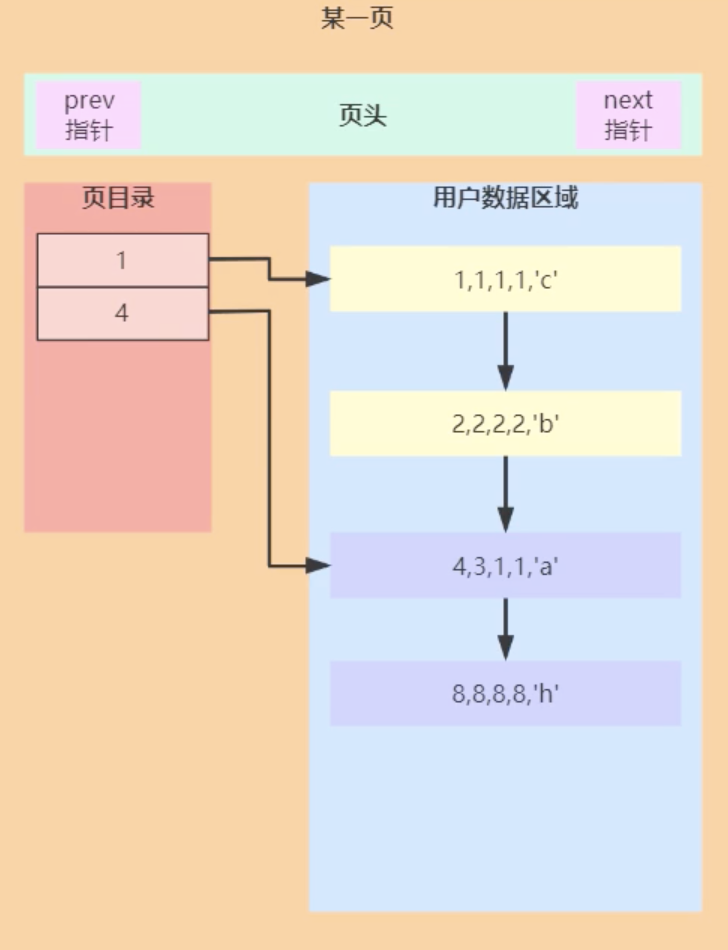 某一页
prev
指针
页头
next
指针
页目录
1
4
用户数据区域
1,1,1,1,'c'
2,2,2,2,'b'
4,3,1,1,'a'
8,8,8,8,'h'